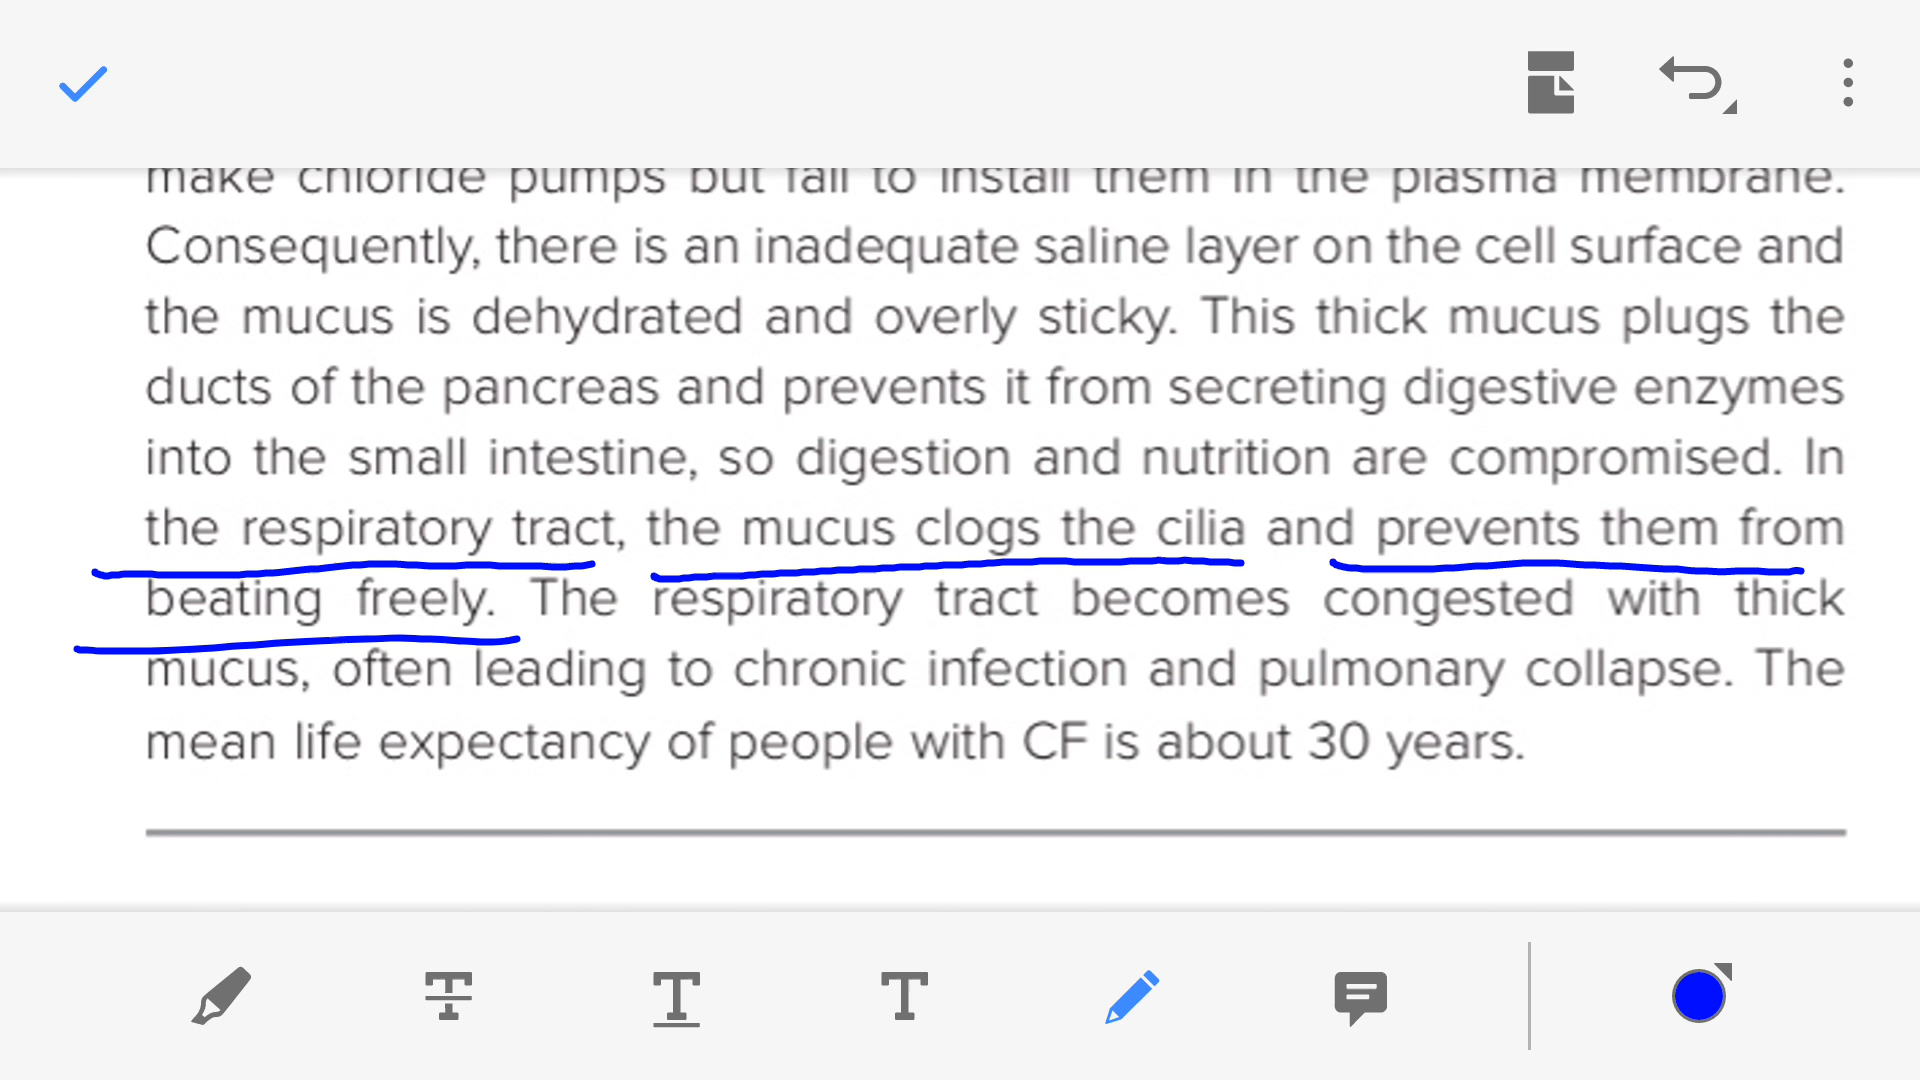 make chloride pumps but fail to install them in the plasma membrane.
Consequently, there is an inadequate saline layer on the cell surface and
the mucus is dehydrated and overly sticky. This thick mucus plugs the
ducts of the pancreas and prevents it from secreting digestive enzymes
into the small intestine, so digestion and nutrition are compromised. In
the respiratory tract, the mucus clogs the cilia and prevents them from
beating freely. The respiratory tract becomes congested with thick
mucus, often leading to chronic infection and pulmonary collapse. The
mean life expectancy of people with CF is about 30 years.